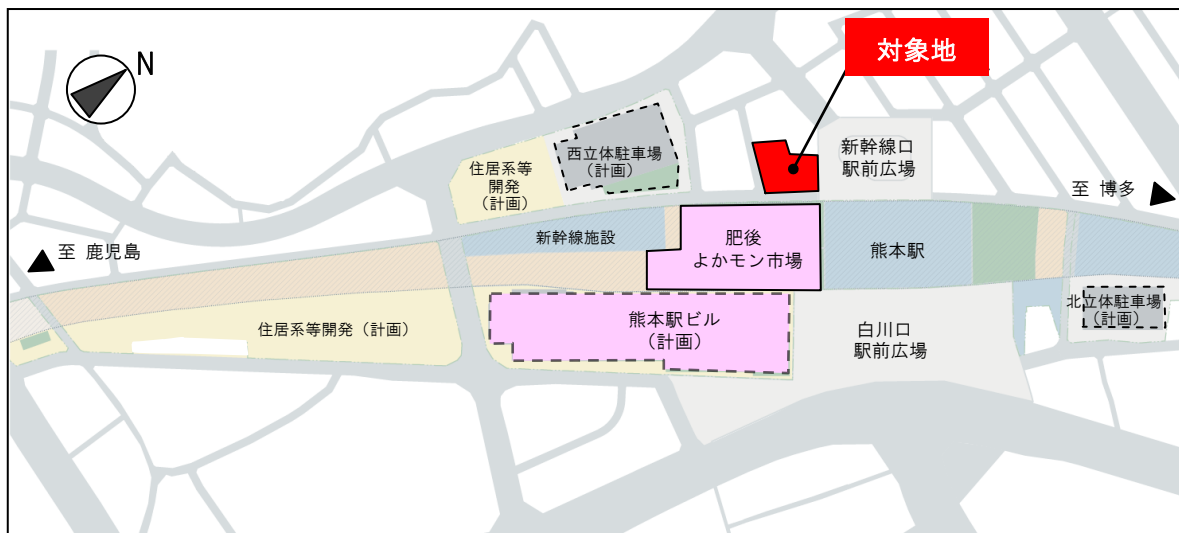 対象地
N
西立体駐車場
（計画）
住居系等
開発
（計画）
新幹線口
駅前広場
至 博多
至 鹿児島
新幹線施設
肥後
よかモン市場
熊本駅
北立体駐車場
（計画）
住居系等開発（計画）
熊本駅ビル
（計画）
白川口
駅前広場